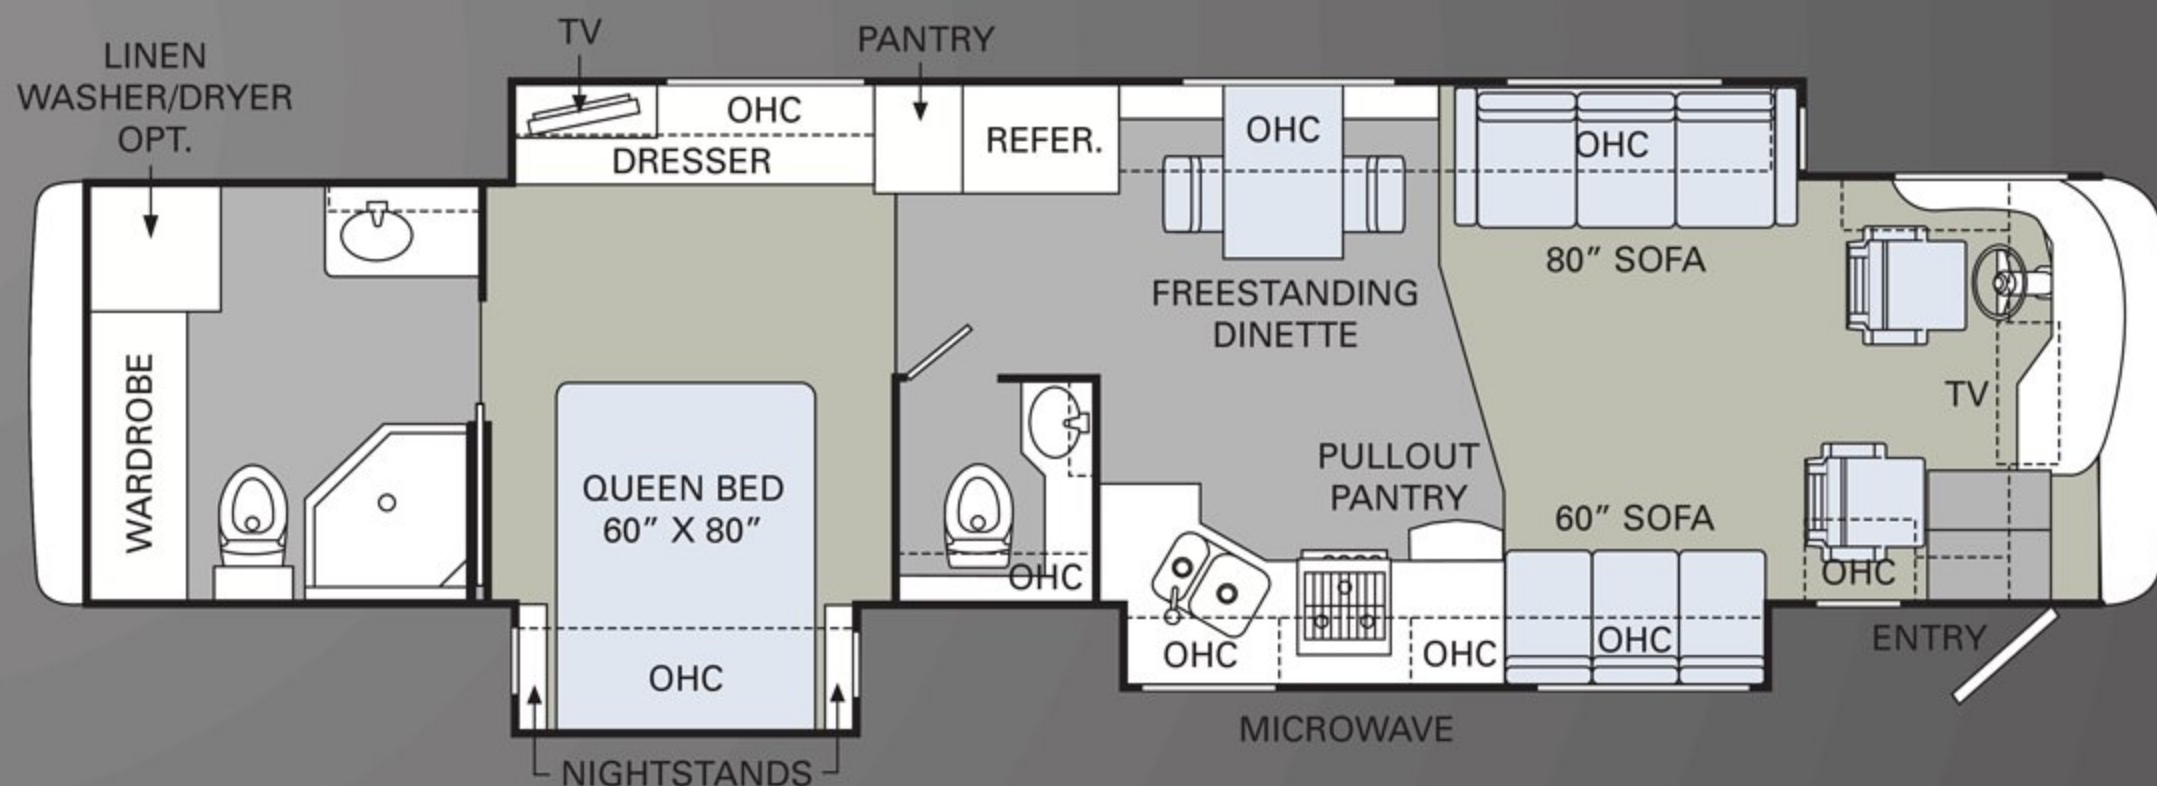 TV
PANTRY
LINEN
WASHER/DRYER
OPT.
OHC
DRESSER
REFER.
OHC
OHC
80" SOFA
FREESTANDING
DINETTE
WARDROBE
TV
QUEEN BED
60" X 80"
PULLOUT
PANTRY
60" SOFA
OHC
OHC
OHC
OHC
OHC
OHC
ENTRY
OHC
MICROWAVE
NIGHTSTANDS